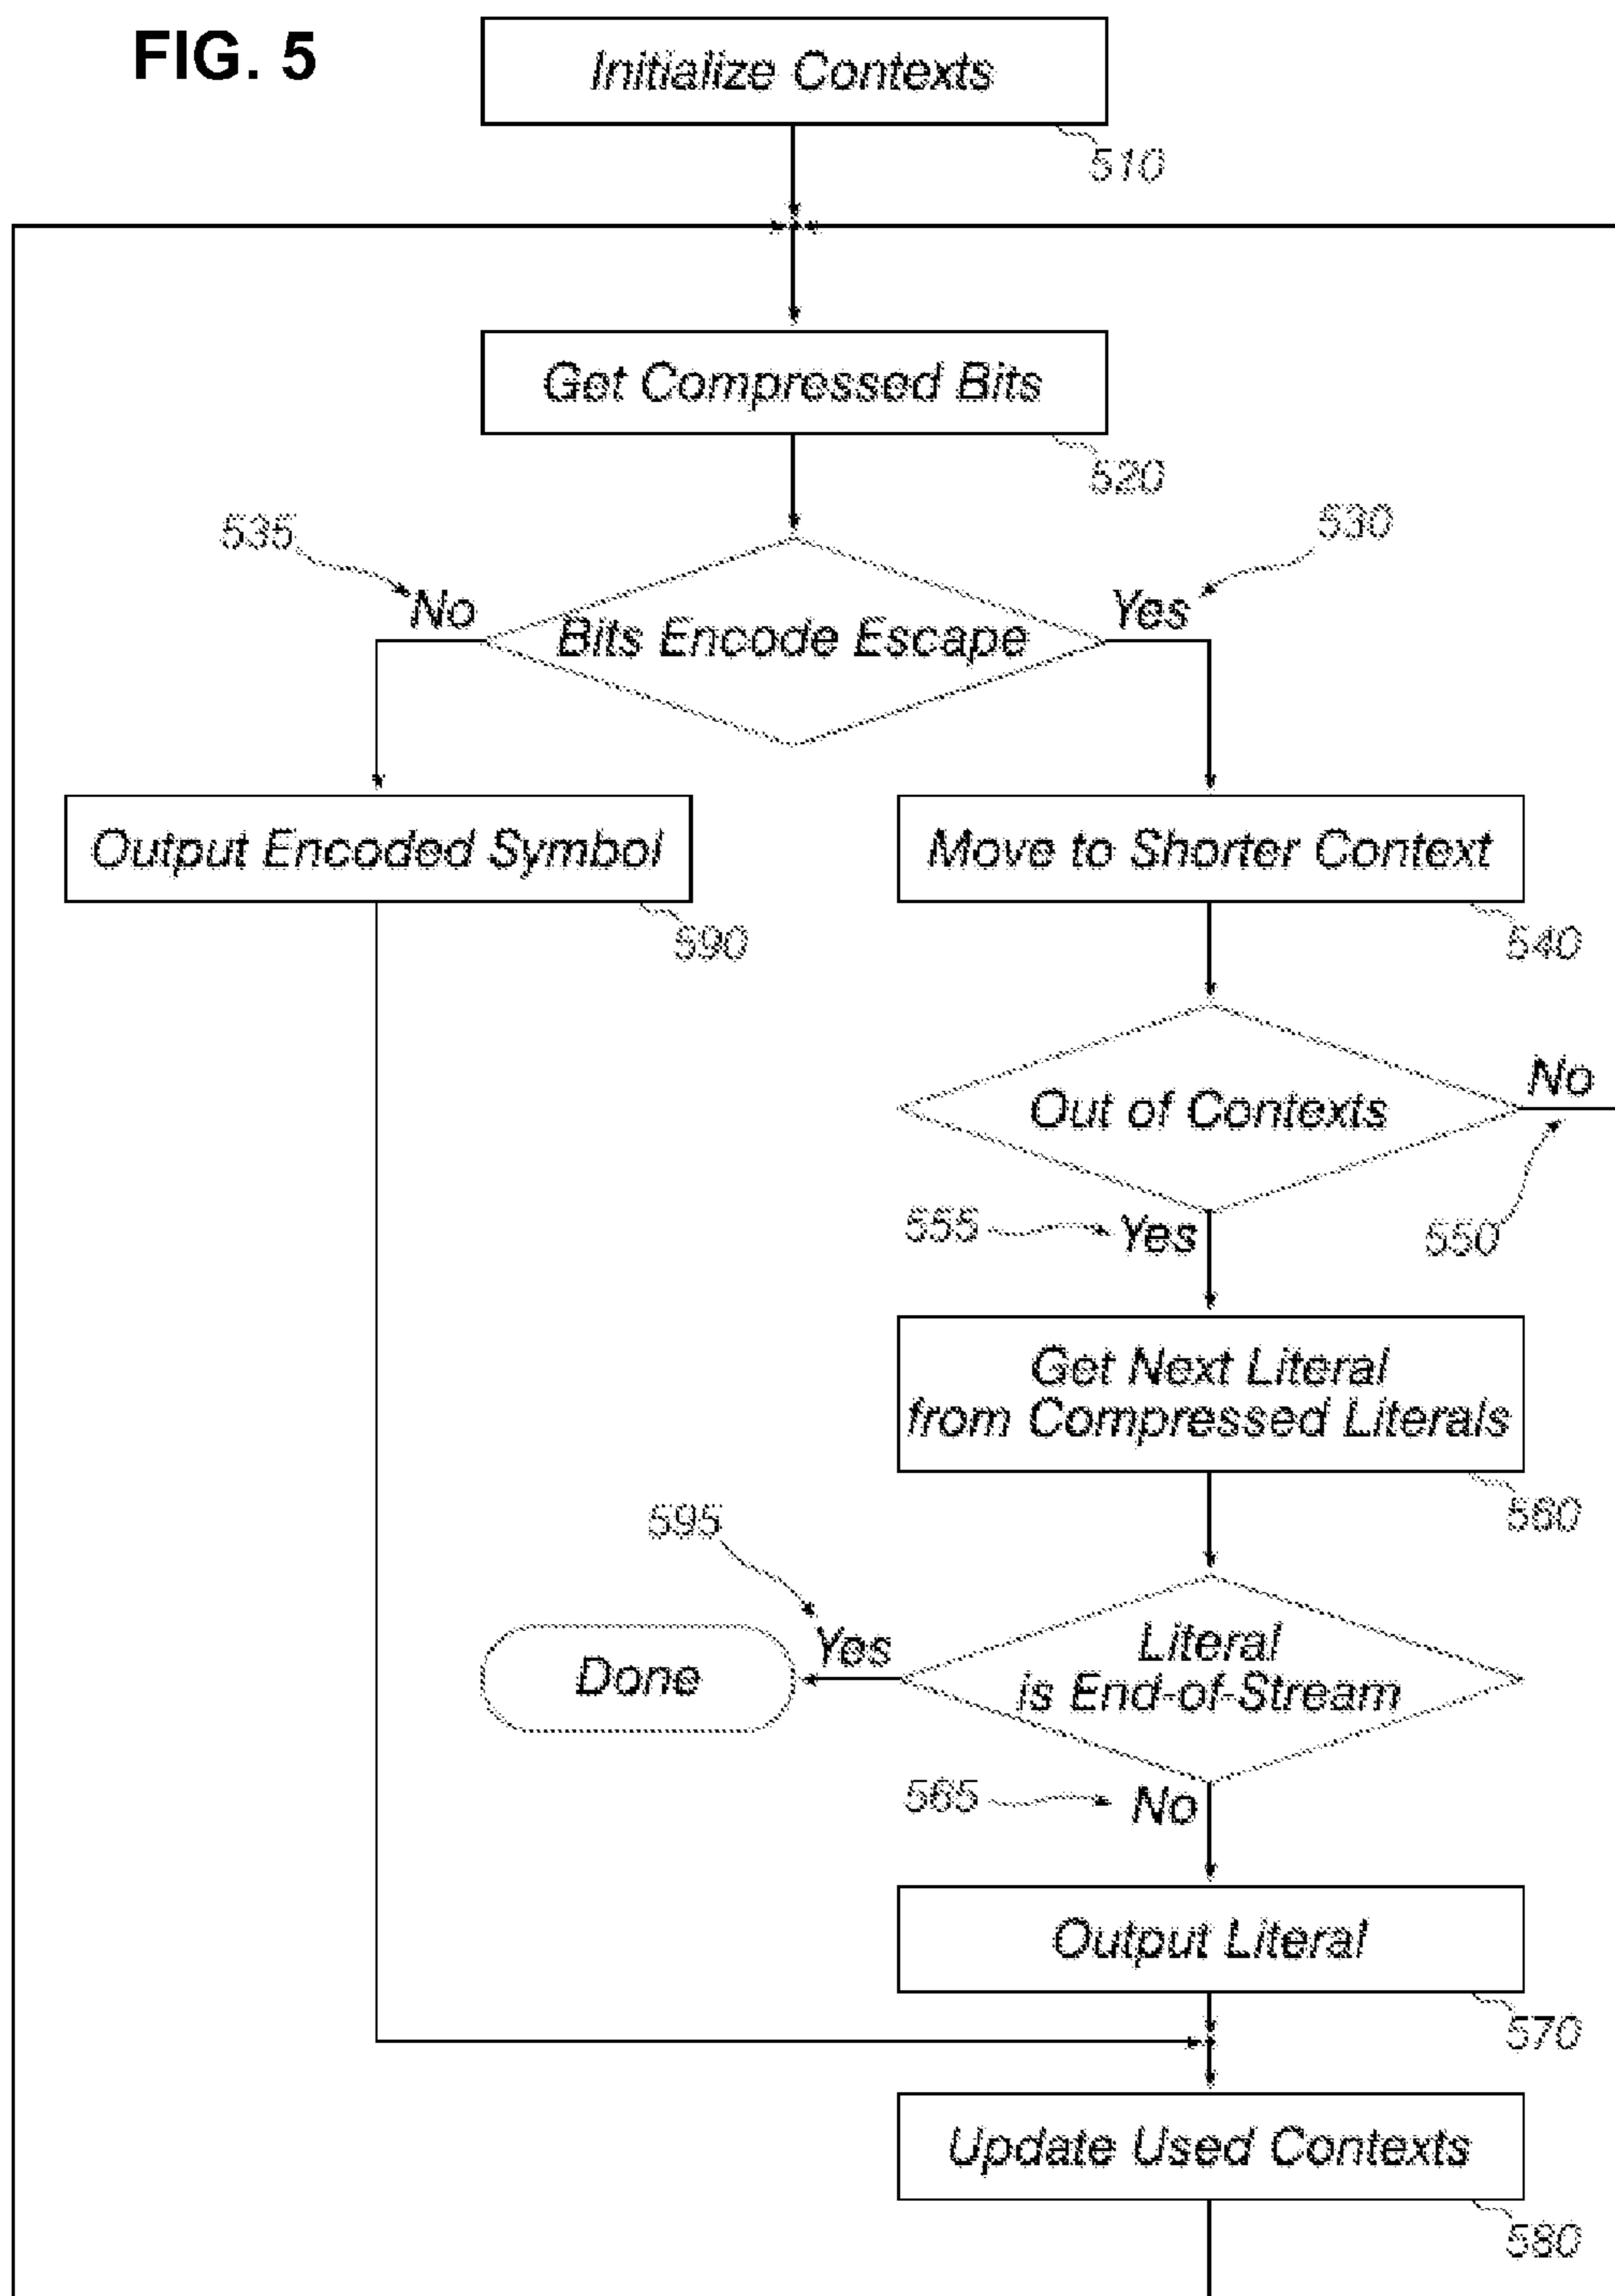 FIG. 5
Initialize Contexts
510
Get Compressed Bits
520
535
530
No
Yes
Bits Encode Escape
Output Encoded Symbol
590
Move to Shorter Context
540
Out of Contexts
No
555
Yes
550
Get Next Literal
from Compressed Literals
560
595
Done
Yes
Literal
is End-of-Stream
565
No
Output Literal
570
Update Used Contexts
580